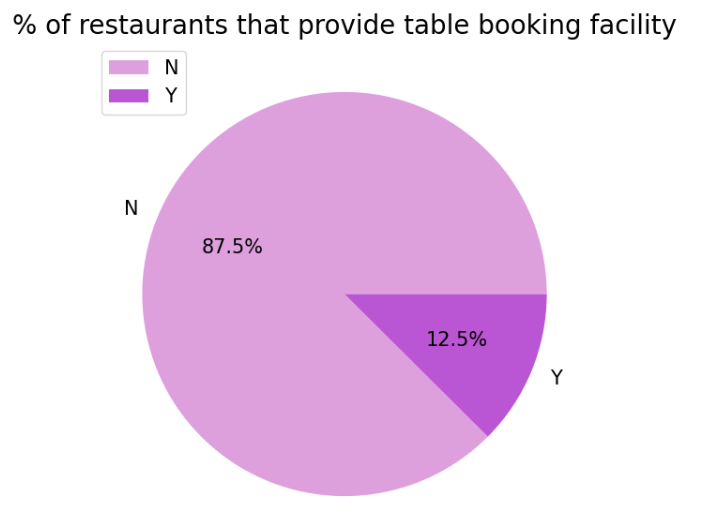 % of restaurants that provide table booking facility
N
Y
N
87.5%
12.5%
Y